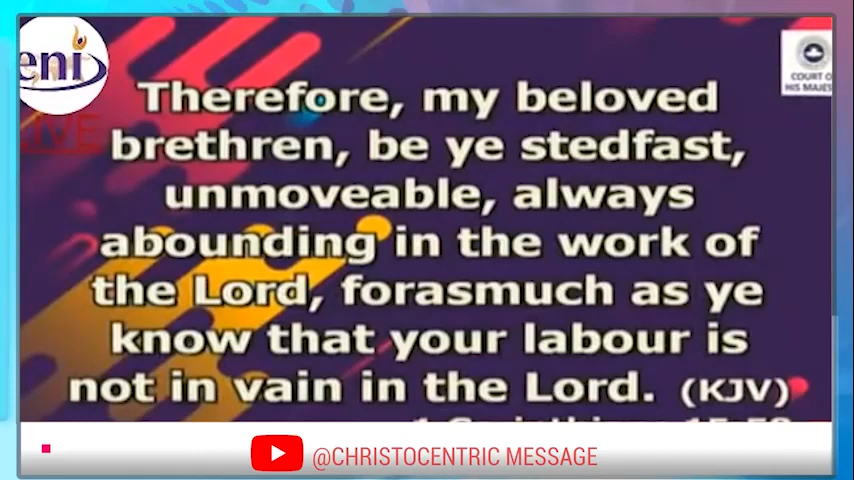 eni
COURT O
HIS MAJES
LIVE
Therefore, my beloved
brethren, be ye stedfast,
unmoveable, always
abounding in the work of
the Lord, forasmuch as ye
know that your labour is
not in vain in the Lord. (KJV)
@CHRISTOCENTRIC MESSAGE